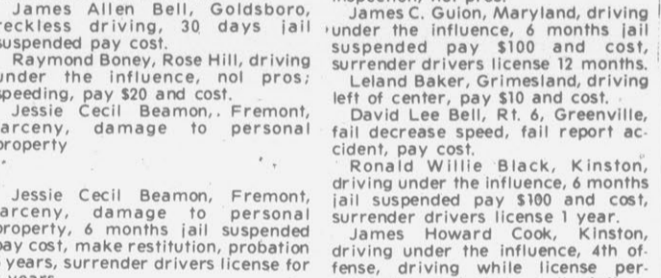 James Allen Bell, Goldsboro,
reckless driving, 30 days jail
suspended pay cost.
Raymond Boney, Rose Hill, driving
under the influence, nol pros;
speeding, pay $20 and cost.
Jessie Cecil Beamon,. Fremont,
larceny, damage to personal
property
Jessie Cecil Beamon, Fremont,
larceny, damage to personal
property, 6 months jail suspended
pay cost, make restitution, probation
years, surrender drivers license for
years
James C. Guion, Maryland, driving
under the influence, 6 months jail
suspended pay $100 and cost,
surrender drivers license 12 months.
Leland Baker, Grimesland, driving
left of center, pay $10 and cost.
David Lee Bell, Rt. 6, Greenville,
fail decrease speed, fail report ac-
cident, pay cost.
Ronald Willie Black, Kinston,
driving under the influence, 6 months
jail suspended pay $100 and cost,
surrender drivers license 1 year.
James Howard Cook, Kinston,
driving under the influence, 4th of-
fense, driving while license per-